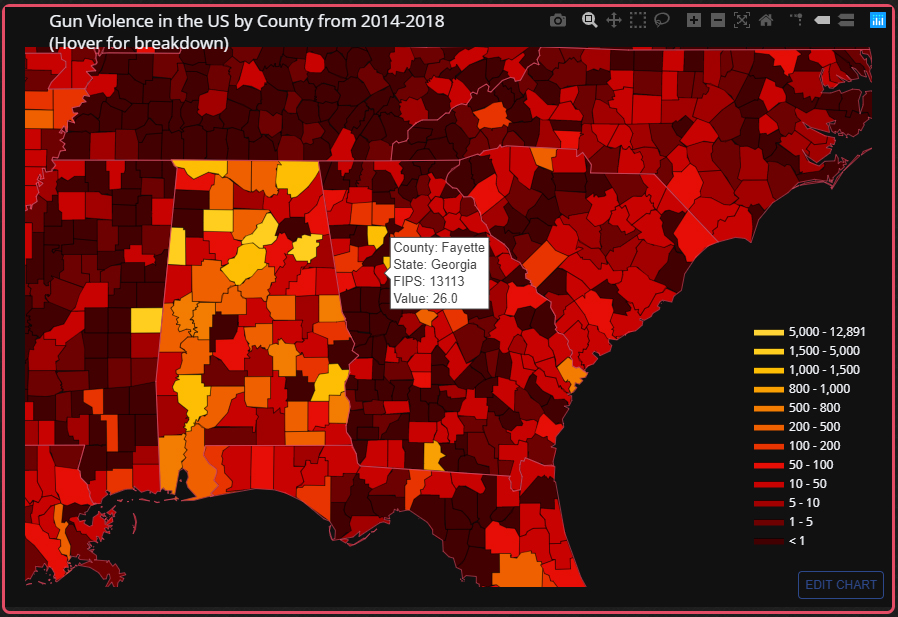 Gun Violence in the US by County from 2014-2018
(Hover for breakdown)
County: Fayette
State: Georgia
FIPS: 13113
Value: 26.0
5,000 - 12,891
1,500 - 5,000
1,000 - 1,500
800 - 1,000
500 - 800
200 - 500
100 - 200
50 - 100
10 - 50
5 - 10
1 - 5
< 1
EDIT CHART